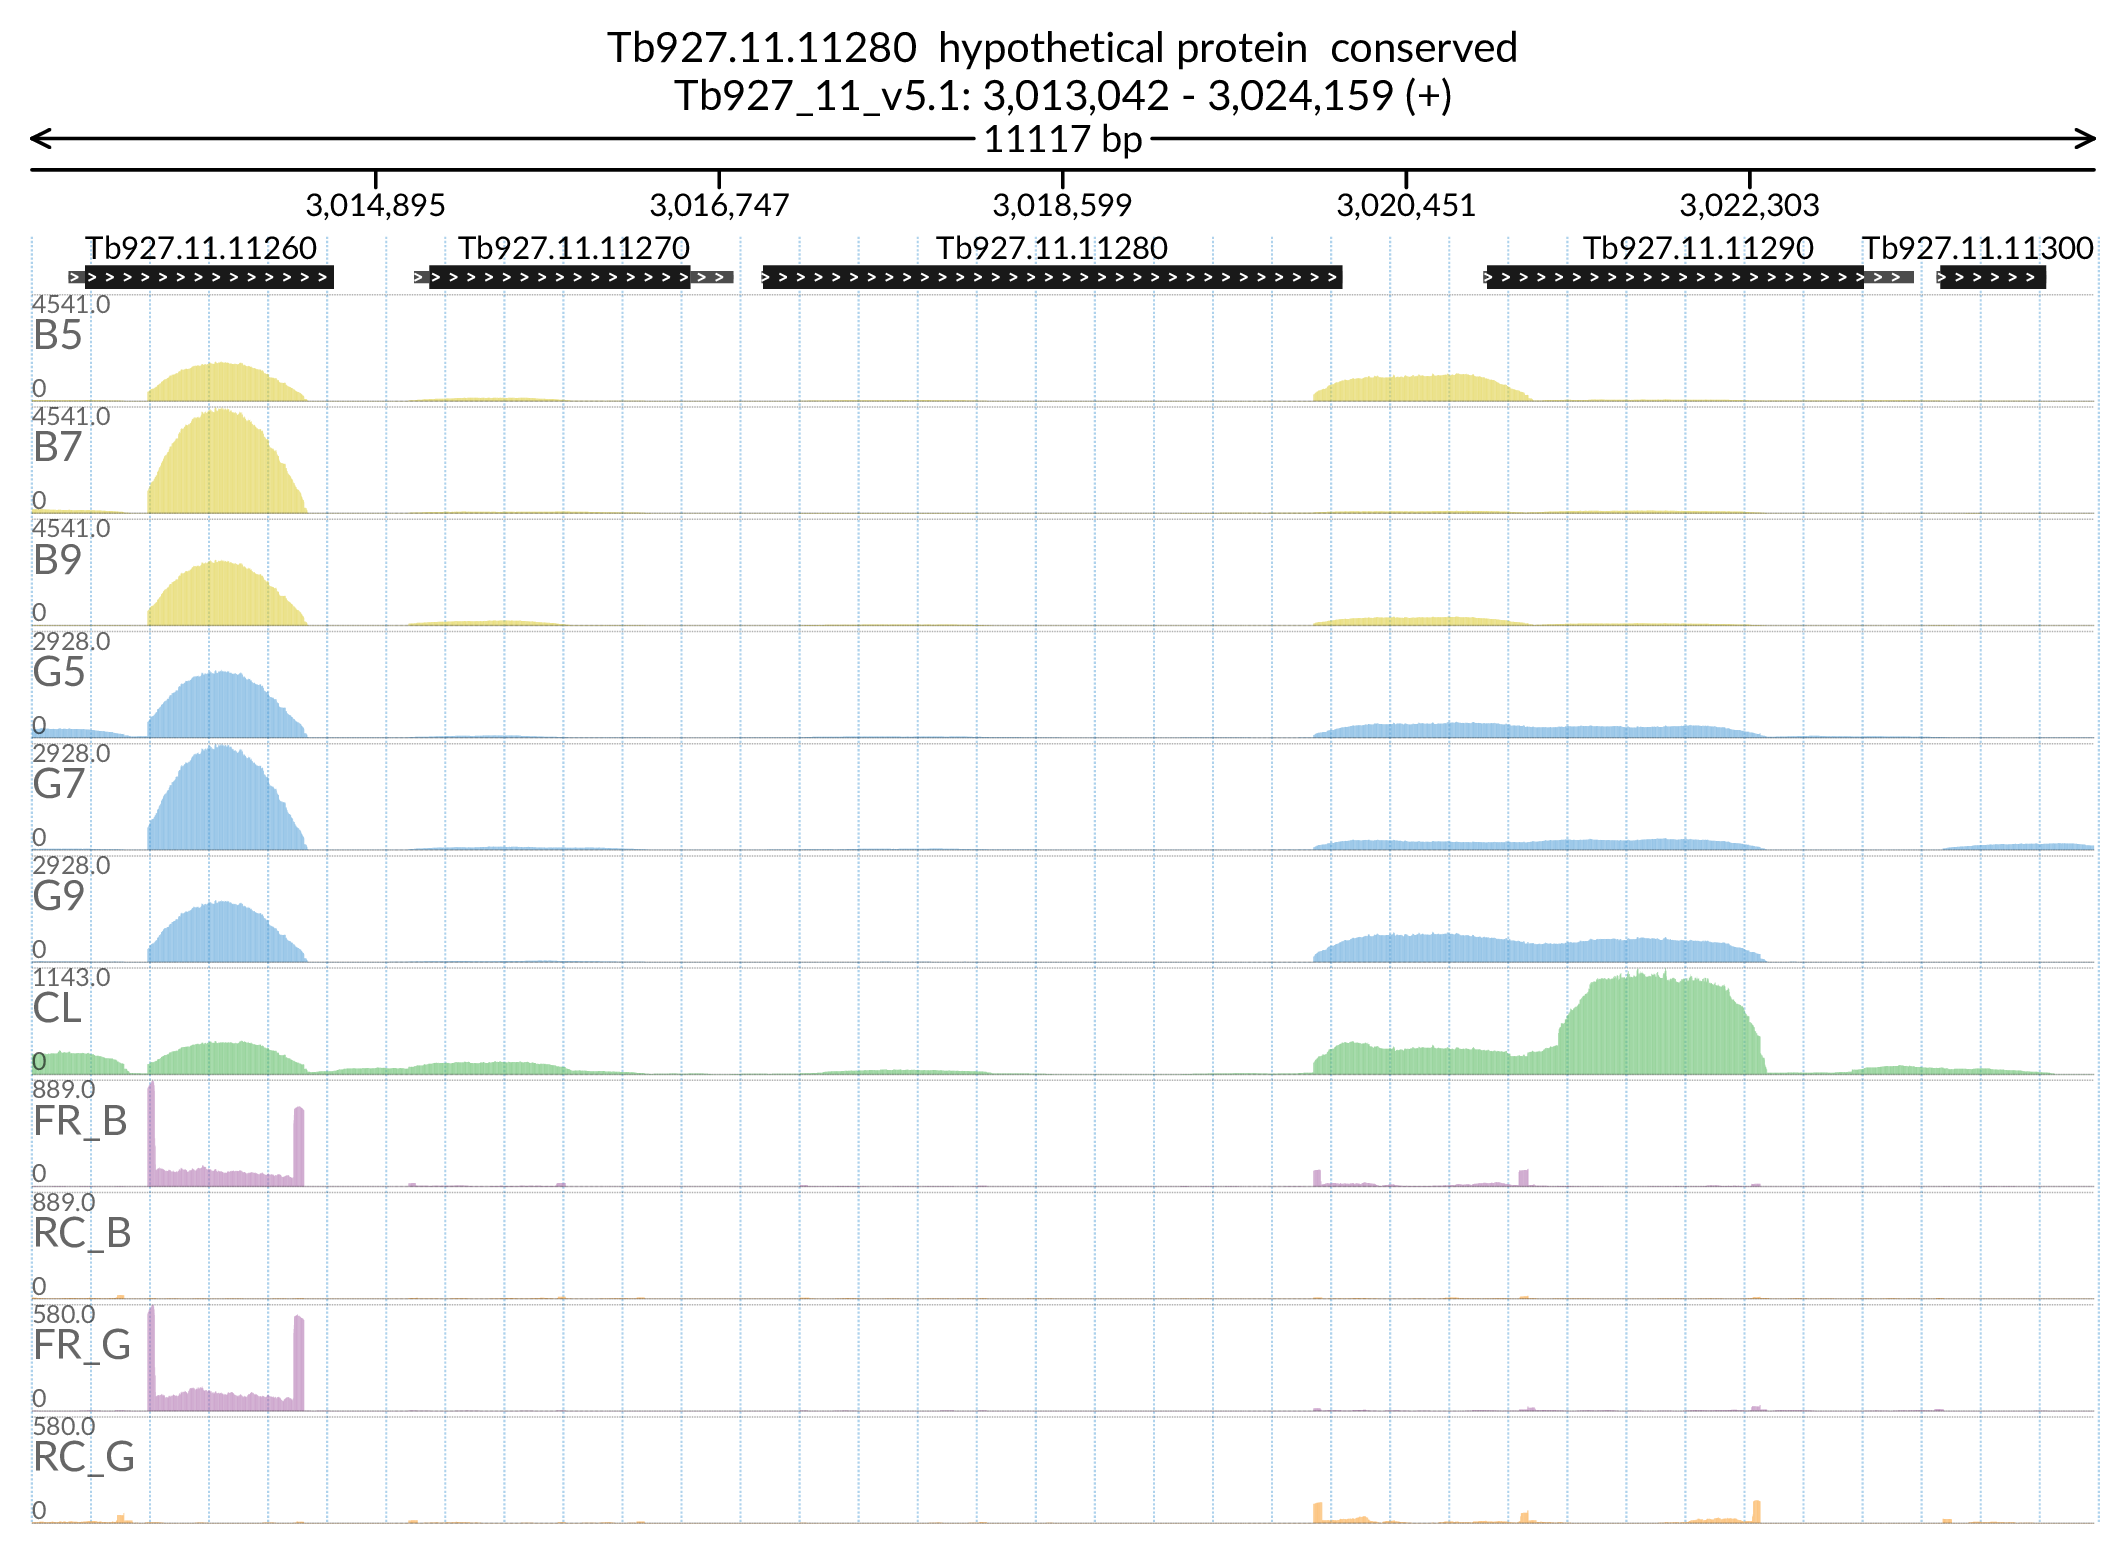 Tb927.11.11280  hypothetical protein  conserved
Tb927_11_v5.1: 3,013,042 - 3,024,159 (+)
11117 bp
3,014,895 3,016,747 3,018,599 3,020,451 3,022,303
Tb927.11.11260 Tb927.11.11270 Tb927.11.11280 Tb927.11.11290 Tb927.11.11300
4541.0
B5
0
4541.0
B7
0
4541.0
B9
0
2928.0
G5
0
2928.0
G7
0
2928.0
G9
0
1143.0
CL
0
889.0
FR_B
0
889.0
RC_B
0
580.0
FR_G
0
580.0
RC_G
0